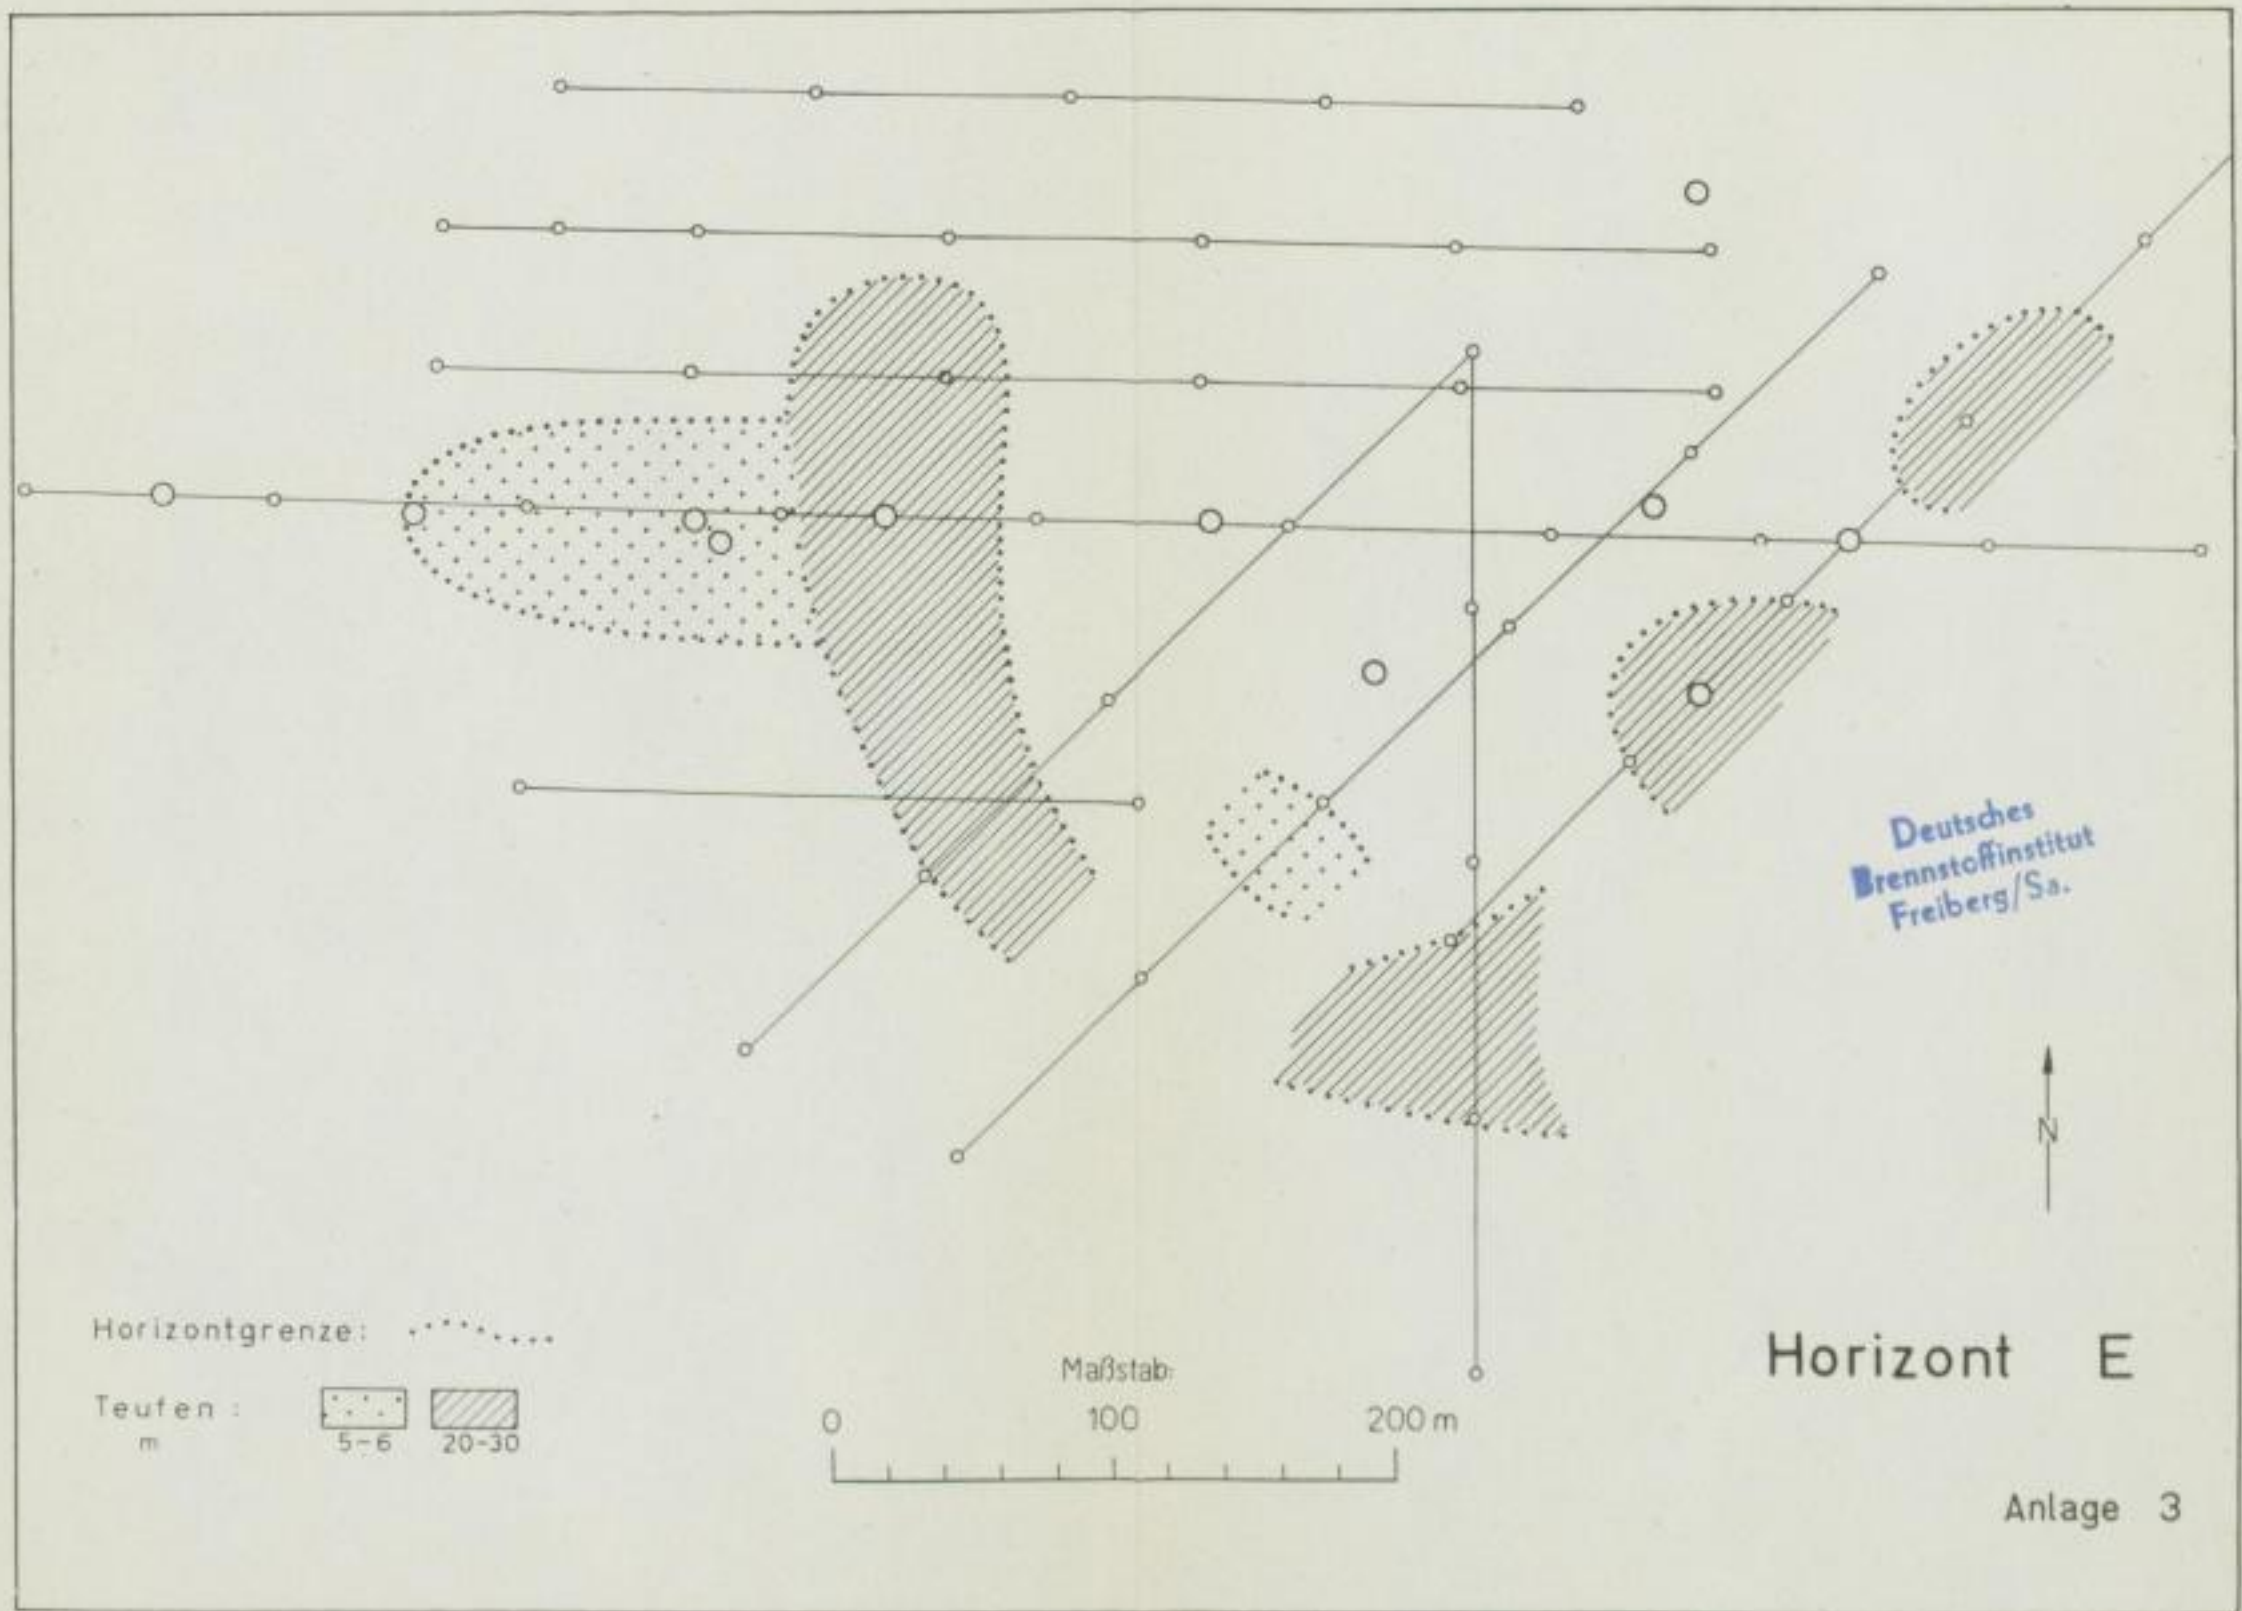 Deutsches
Brennstoffinstitut
Freiberg/Sa.
N
Horizontgrenze:
Teufen :
m
5-6 20-30
Maßstab:
0 100 200 m
Horizont E
Anlage 3